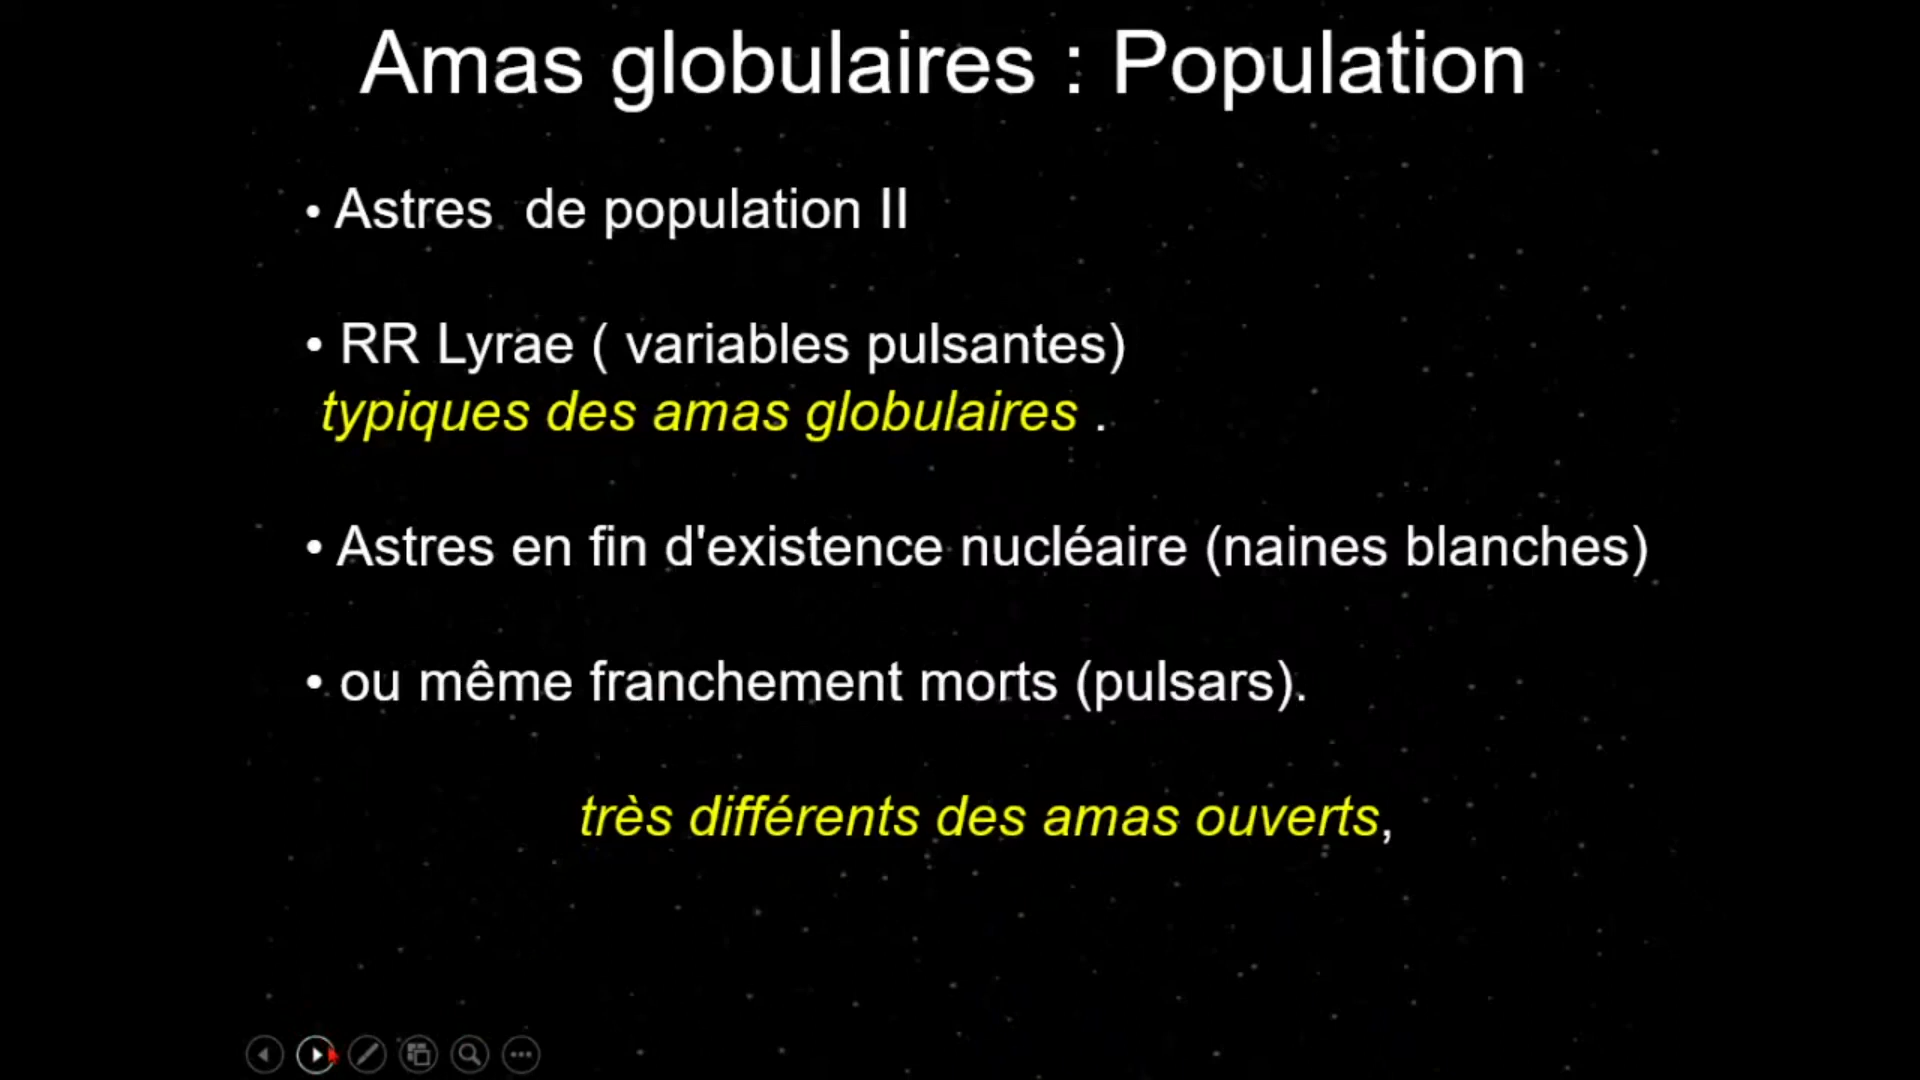 Amas globulaires : Population
• Astres de population II
• RR Lyrae ( variables pulsantes)
typiques des amas globulaires .
• Astres en fin d'existence nucléaire (naines blanches)
• ou même franchement morts (pulsars).
très différents des amas ouverts,